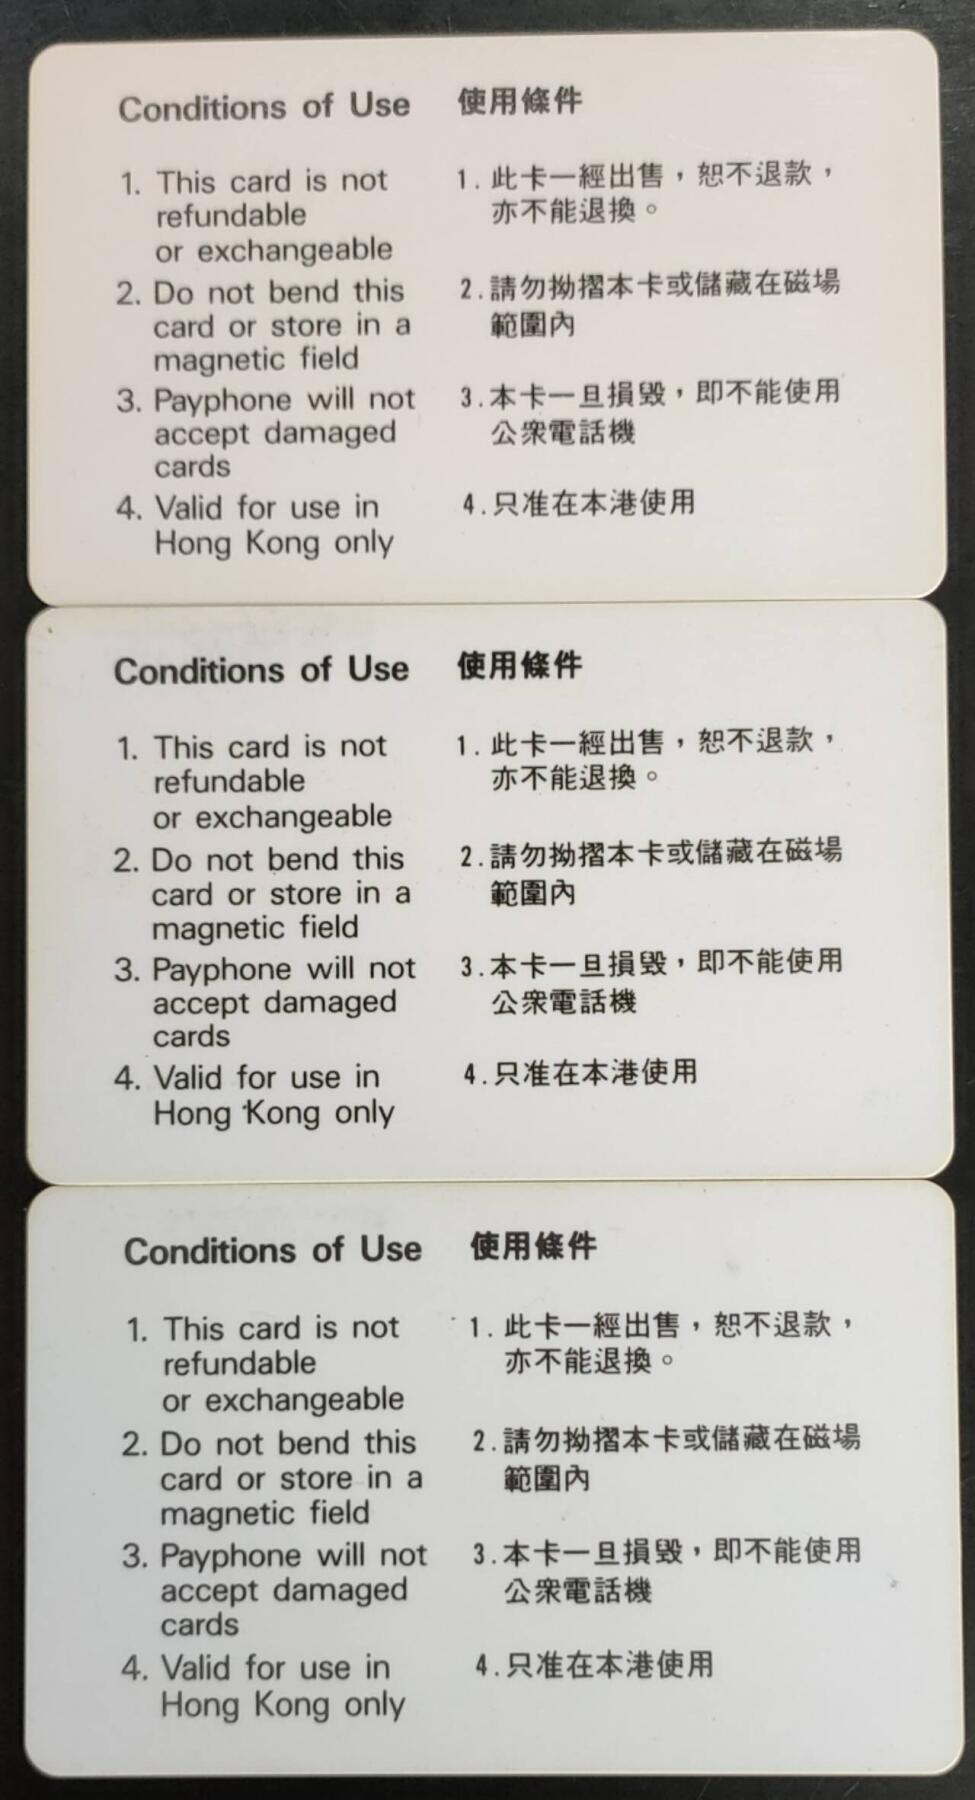 Conditions of Use
1. This card is not
refundable
or exchangeable
2. Do not bend this
card or store in a
magnetic field
3. Payphone will not
accept damaged
cards
4. Valid for use in
Hong Kong only
使用條件
1. 此卡一經出售，恕不退款，
亦不能退換。
2. 請勿拗摺本卡或儲藏在磁場
範圍內
3. 本卡一旦損毀，即不能使用
公衆電話機
4. 只准在本港使用
Conditions of Use
1. This card is not
refundable
or exchangeable
2. Do not bend this
card or store in a
magnetic field
3. Payphone will not
accept damaged
cards
4. Valid for use in
Hong Kong only
使用條件
1. 此卡一經出售，恕不退款，
亦不能退換。
2. 請勿拗摺本卡或儲藏在磁場
範圍內
3. 本卡一旦損毀，即不能使用
公衆電話機
4. 只准在本港使用
Conditions of Use
1. This card is not
refundable
or exchangeable
2. Do not bend this
card or store in a
magnetic field
3. Payphone will not
accept damaged
cards
4. Valid for use in
Hong Kong only
使用條件
1. 此卡一經出售，恕不退款，
亦不能退換。
2. 請勿拗摺本卡或儲藏在磁場
範圍內
3. 本卡一旦損毀，即不能使用
公衆電話機
4. 只准在本港使用